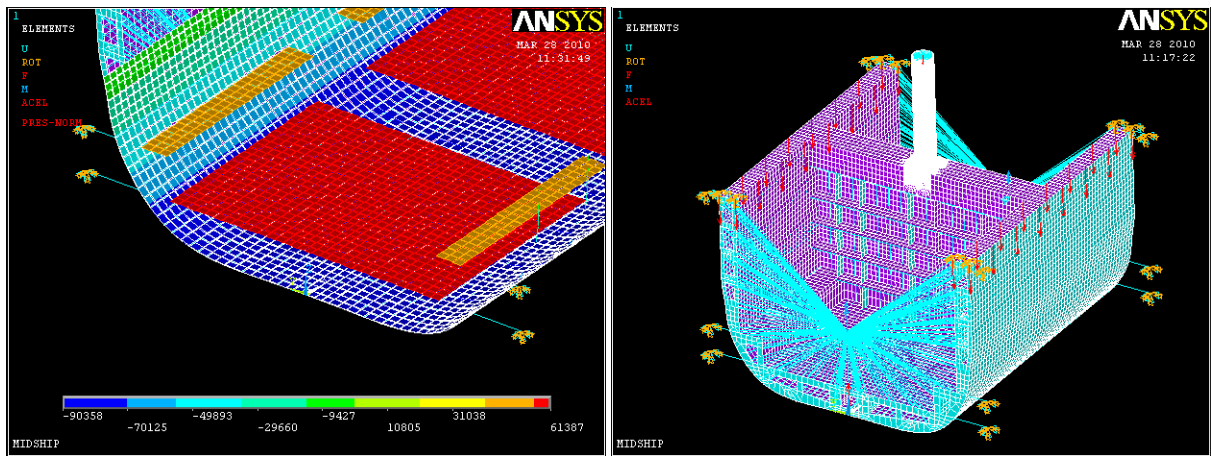 1
ANSYS
ELEMENTS
MAR 28 2010
11:31:49
U
ROT
F
M
ACEL
PRES-NORM
-90358 -49893 -9427 31038
-70125 -29660 10805 61387
MIDSHIP
1
ANSYS
ELEMENTS
MAR 28 2010
11:17:22
U
ROT
F
M
ACEL
MIDSHIP